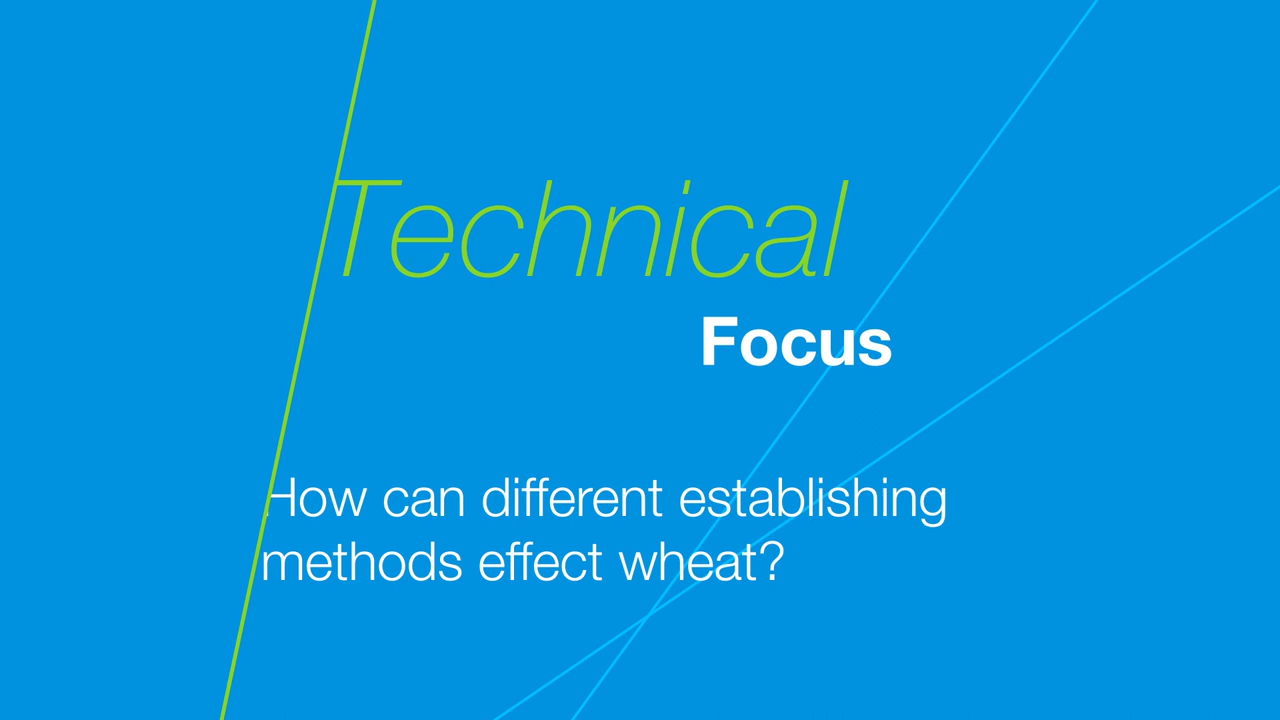 Technical
Focus
How can different establishing
methods effect wheat?